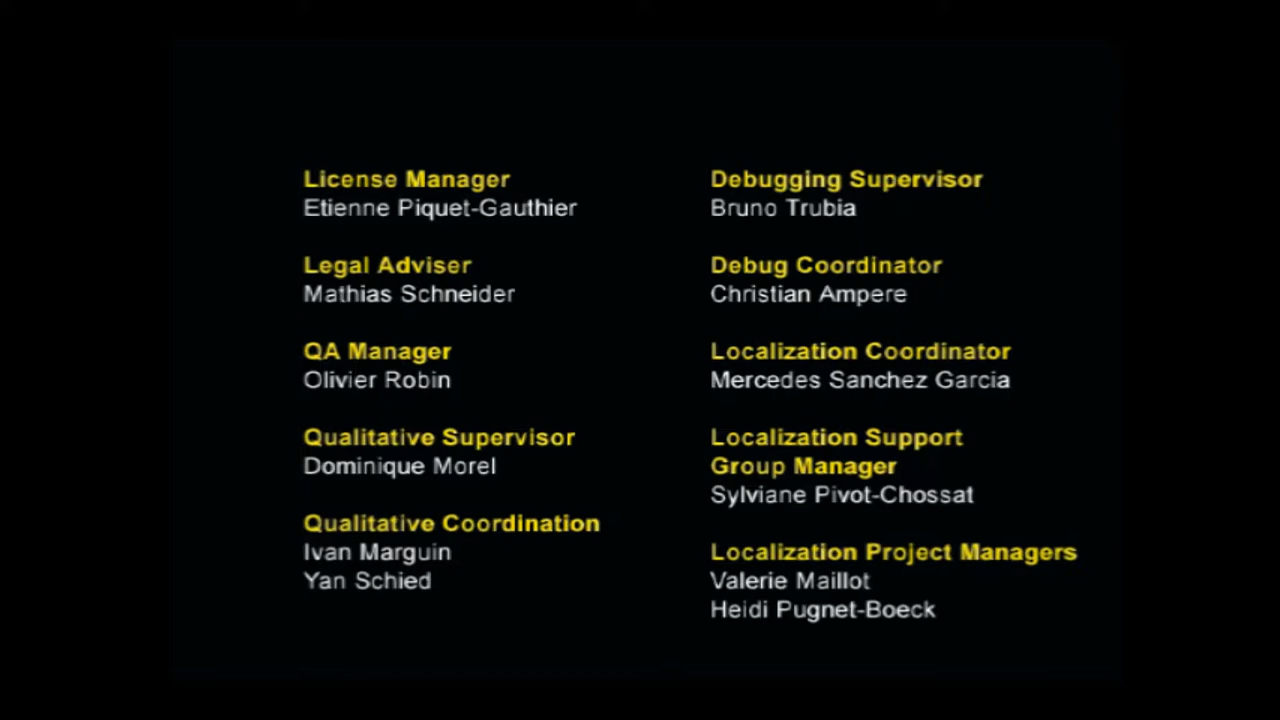 License Manager
Etienne Piquet-Gauthier
Legal Adviser
Mathias Schneider
QA Manager
Olivier Robin
Qualitative Supervisor
Dominique Morel
Qualitative Coordination
Ivan Marguin
Yan Schied
Debugging Supervisor
Bruno Trubia
Debug Coordinator
Christian Ampere
Localization Coordinator
Mercedes Sanchez Garcia
Localization Support
Group Manager
Sylviane Pivot-Chossat
Localization Project Managers
Valerie Maillot
Heidi Pugnet-Boeck